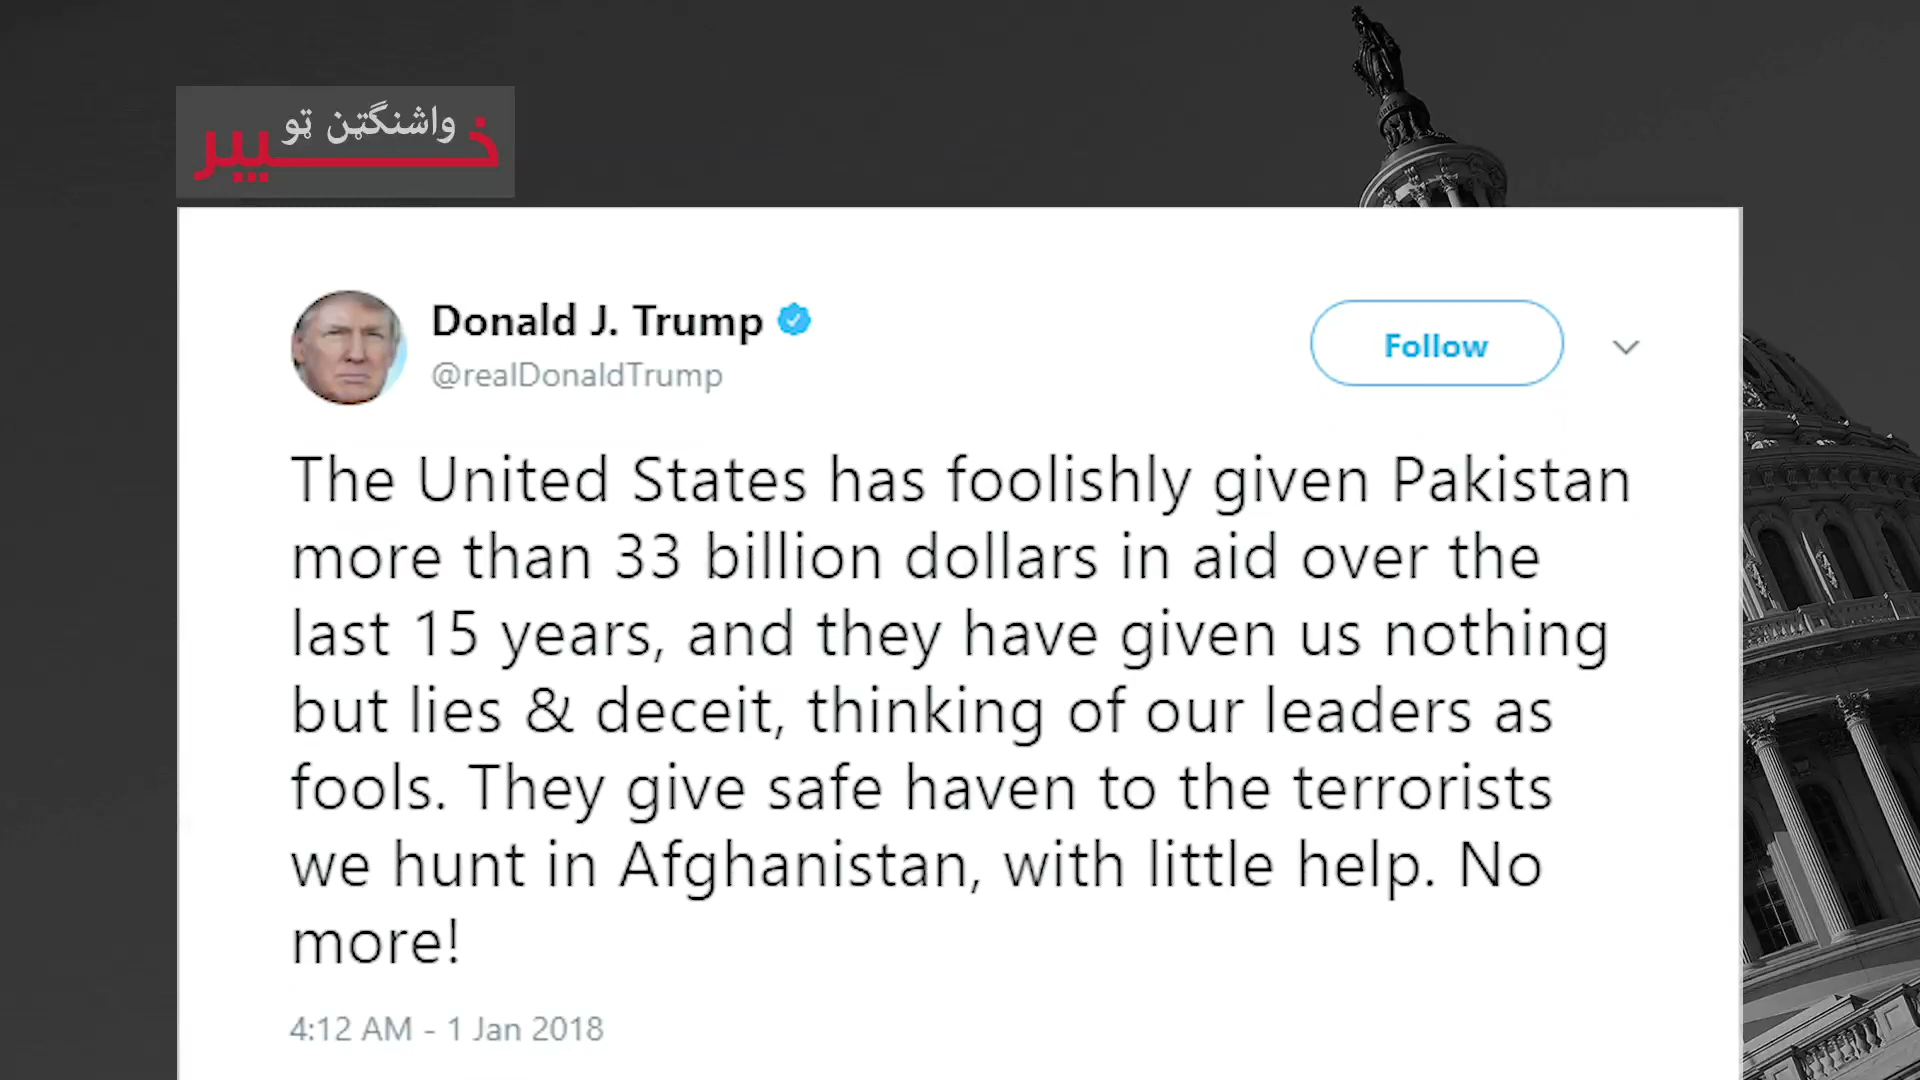 واشنگټن ټو
خیبر
Donald J. Trump
@realDonaldTrump
Follow
The United States has foolishly given Pakistan
more than 33 billion dollars in aid over the
last 15 years, and they have given us nothing
but lies & deceit, thinking of our leaders as
fools. They give safe haven to the terrorists
we hunt in Afghanistan, with little help. No
more!
4:12 AM - 1 Jan 2018